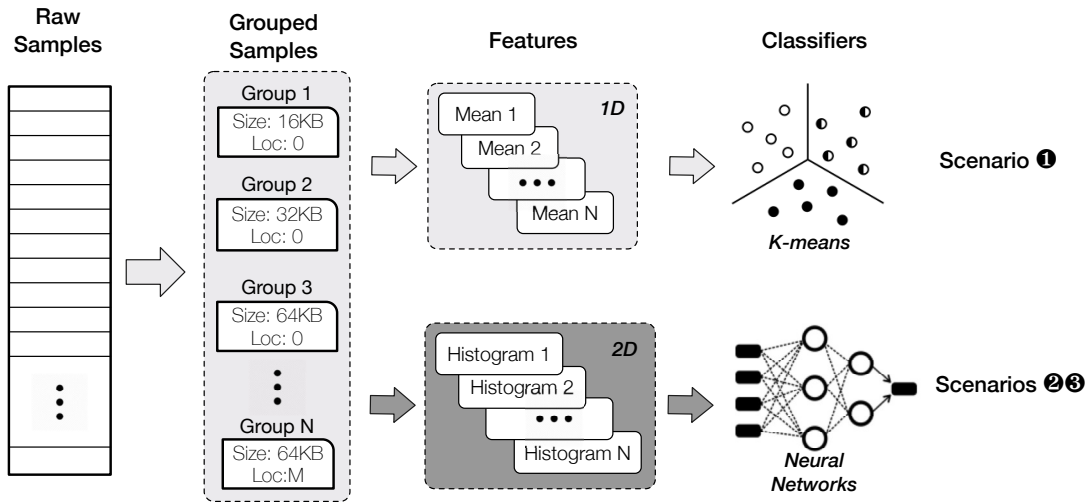 Raw
Samples
Grouped
Samples
Features
Classifiers
Group 1
Size: 16KB
Loc: 0
Group 2
Size: 32KB
Loc: 0
Group 3
Size: 64KB
Loc: 0
Group N
Size: 64KB
Loc:M
1D
Mean 1
Mean 2
Mean N
K-means
Scenario ❶
2D
Histogram 1
Histogram 2
Histogram N
Neural
Networks
Scenarios ❷❸